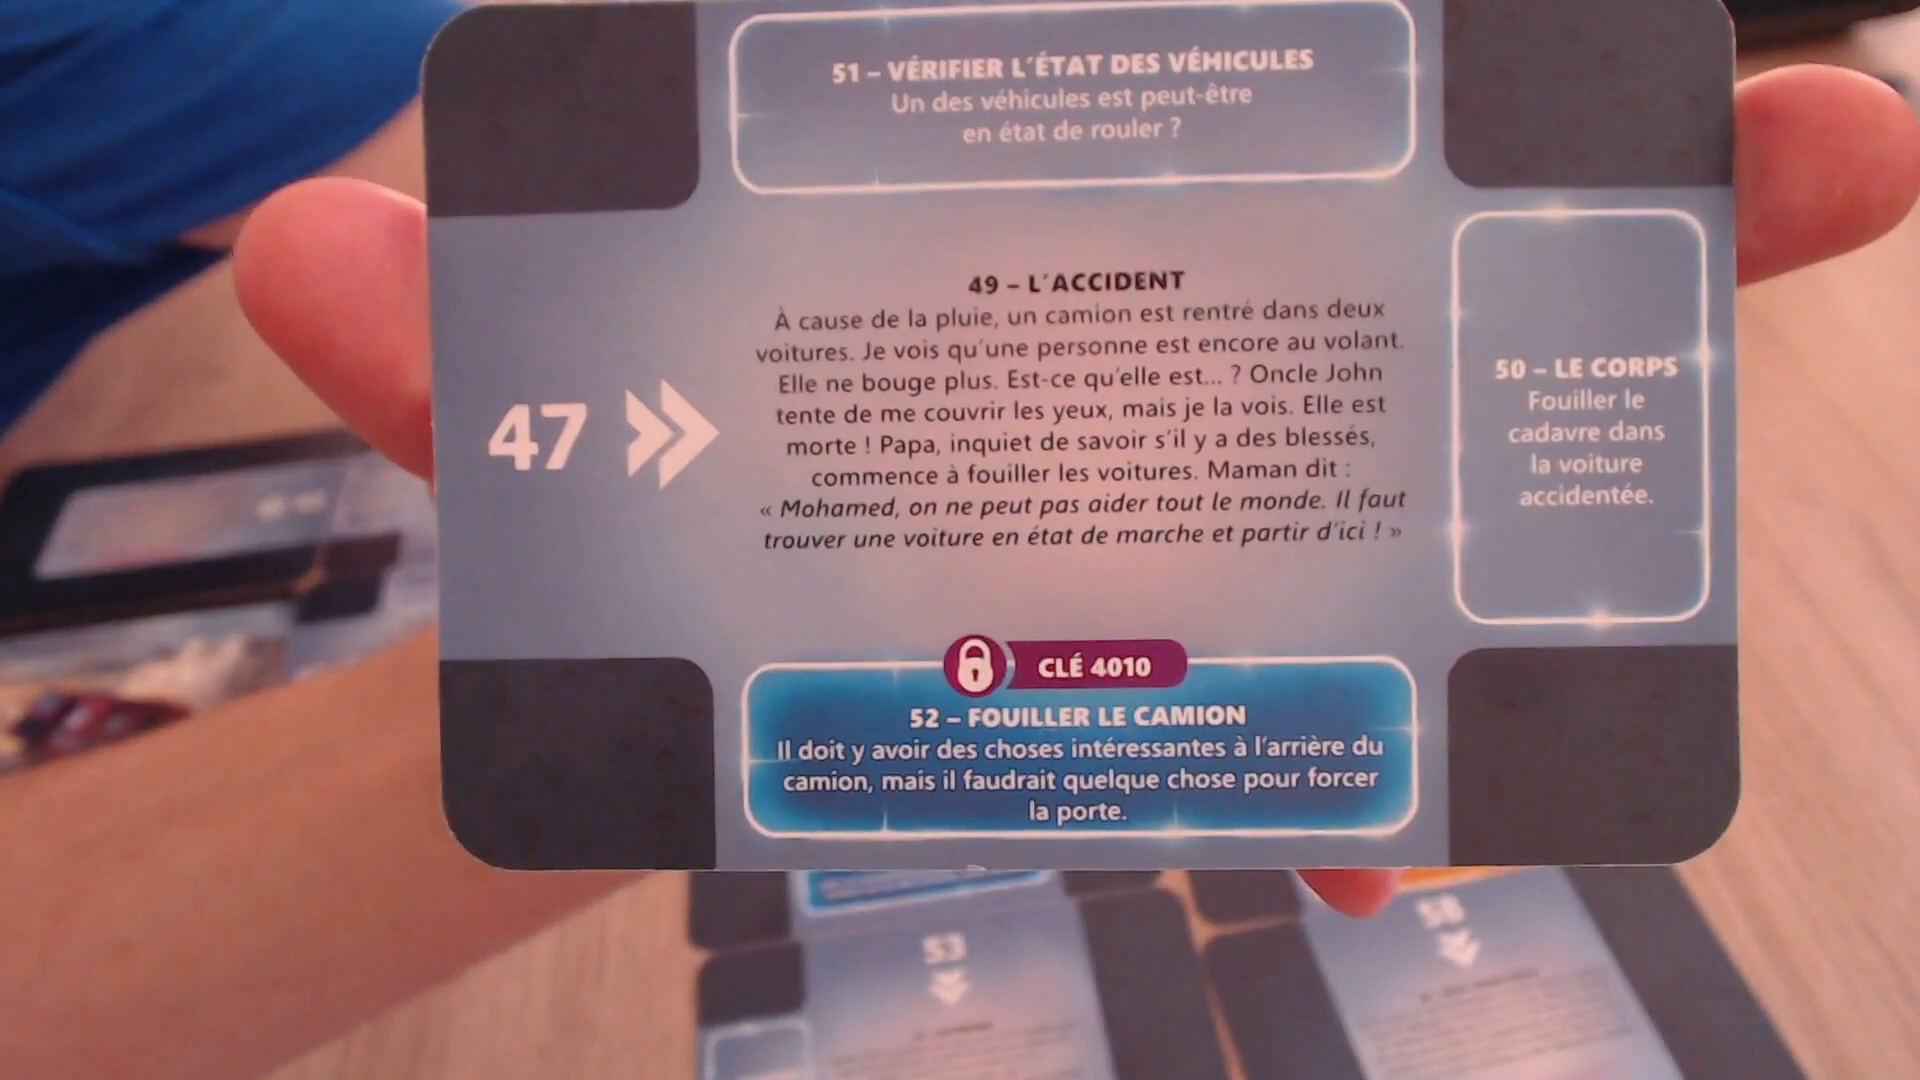 51 – VÉRIFIER L'ÉTAT DES VÉHICULES
Un des véhicules est peut-être
en état de rouler ?
49 – L'ACCIDENT
À cause de la pluie, un camion est rentré dans deux
voitures. Je vois qu'une personne est encore au volant.
Elle ne bouge plus. Est-ce qu'elle est... ? Oncle John
tente de me couvrir les yeux, mais je la vois. Elle est
morte ! Papa, inquiet de savoir s'il y a des blessés,
commence à fouiller les voitures. Maman dit :
« Mohamed, on ne peut pas aider tout le monde. Il faut
trouver une voiture en état de marche et partir d'ici ! »
47
50 – LE CORPS
Fouiller le
cadavre dans
la voiture
accidentée.
CLÉ 4010
52 – FOUILLER LE CAMION
Il doit y avoir des choses intéressantes à l'arrière du
camion, mais il faudrait quelque chose pour forcer
la porte.
53
58